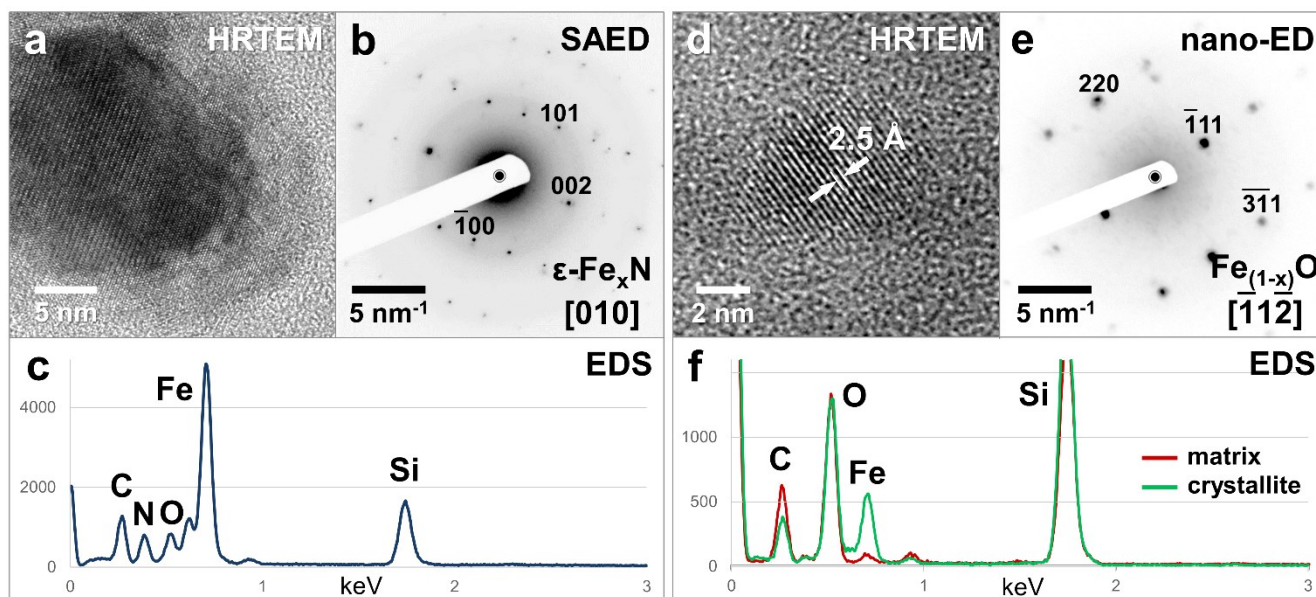 a
HRTEM
5 nm
b
SAED
101
002
1̅00
ε-FeₓN
5 nm⁻¹
[010]
c
EDS
Fe
4000
2000
0
C
N
O
Si
0
1
2
3
keV
d
HRTEM
2.5 Å
2 nm
e
nano-ED
220
1̅11
3̅1̅1
Fe₍₁₋ₓ₎O
5 nm⁻¹
[1̅12̅]
f
EDS
1000
500
0
C
O
Fe
Si
matrix
crystallite
0
1
2
3
keV